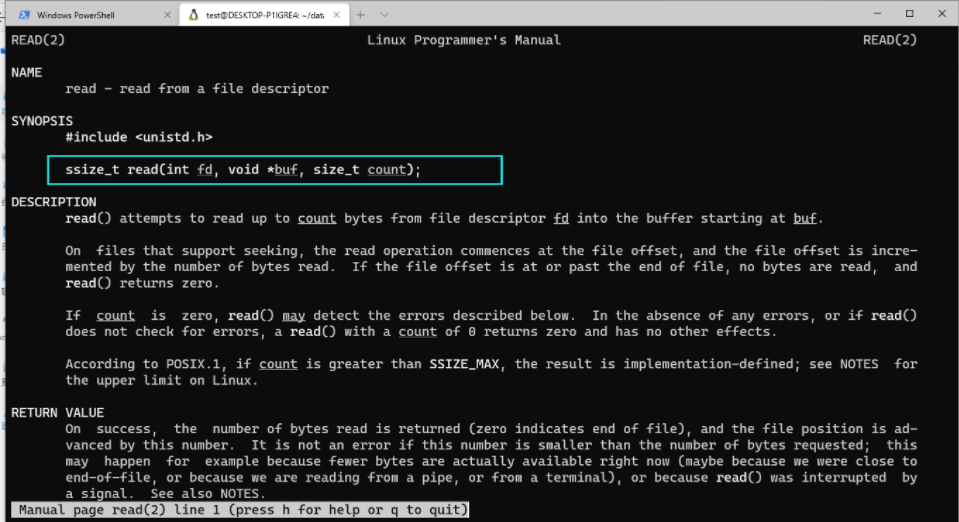 Windows PowerShell
test@DESKTOP-P1IGRE4: ~/data
READ(2) Linux Programmer's Manual READ(2)
NAME
read - read from a file descriptor
SYNOPSIS
#include <unistd.h>
ssize_t read(int fd, void *buf, size_t count);
DESCRIPTION
read() attempts to read up to count bytes from file descriptor fd into the buffer starting at buf.
On files that support seeking, the read operation commences at the file offset, and the file offset is incre-
mented by the number of bytes read. If the file offset is at or past the end of file, no bytes are read, and
read() returns zero.
If count is zero, read() may detect the errors described below. In the absence of any errors, or if read()
does not check for errors, a read() with a count of 0 returns zero and has no other effects.
According to POSIX.1, if count is greater than SSIZE_MAX, the result is implementation-defined; see NOTES for
the upper limit on Linux.
RETURN VALUE
On success, the number of bytes read is returned (zero indicates end of file), and the file position is ad-
vanced by this number. It is not an error if this number is smaller than the number of bytes requested; this
may happen for example because fewer bytes are actually available right now (maybe because we were close to
end-of-file, or because we are reading from a pipe, or from a terminal), or because read() was interrupted by
a signal. See also NOTES.
Manual page read(2) line 1 (press h for help or q to quit)